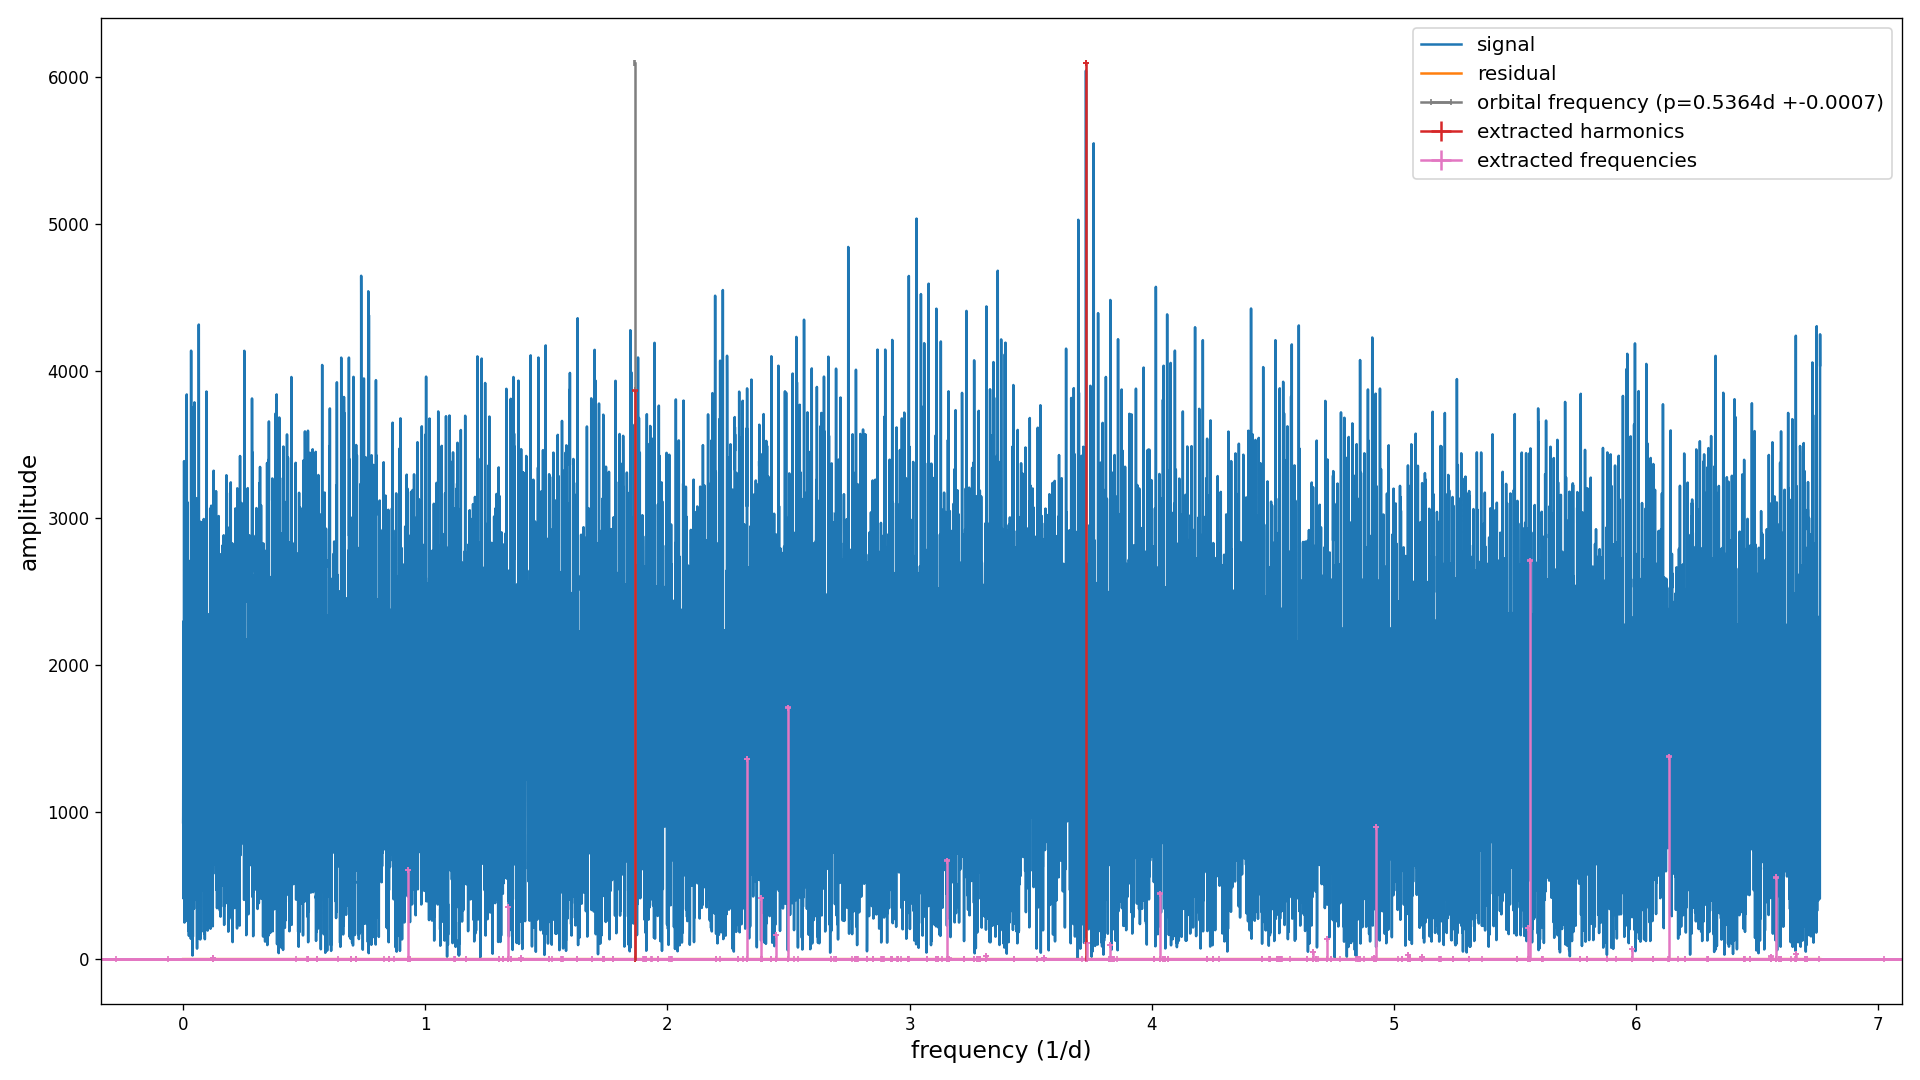 signal
residual
orbital frequency (p=0.5364d +-0.0007)
extracted harmonics
extracted frequencies
6000
5000
4000
3000
2000
1000
0
amplitude
0 1 2 3 4 5 6 7
frequency (1/d)